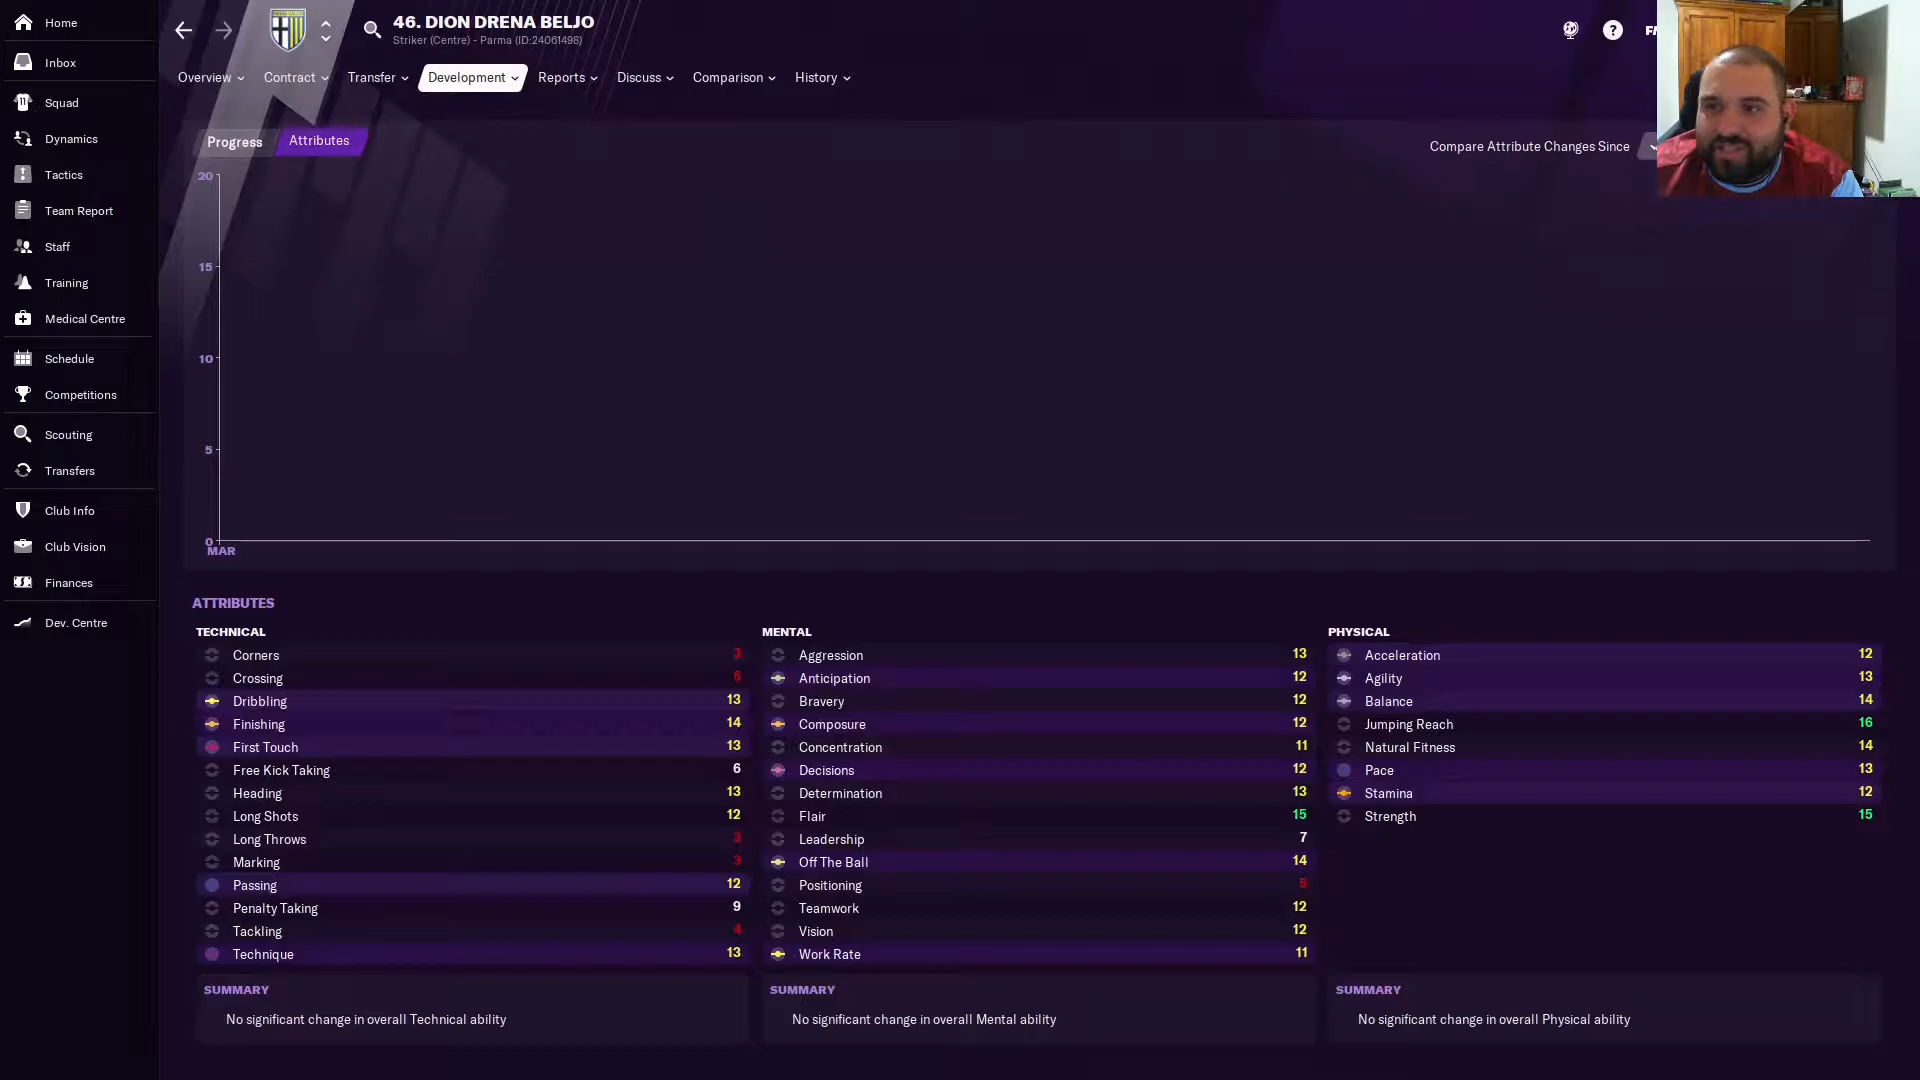 Home
Inbox
Squad
Dynamics
Tactics
Team Report
Staff
Training
Medical Centre
Schedule
Competitions
Scouting
Transfers
Club Info
Club Vision
Finances
Dev. Centre
46. DION DRENA BELJO
Striker (Centre) - Parma (ID:24061498)
Overview
Contract
Transfer
Development
Reports
Discuss
Comparison
History
Progress
Attributes
Compare Attribute Changes Since
20
15
10
5
0
MAR
ATTRIBUTES
TECHNICAL
Corners 3
Crossing 6
Dribbling 13
Finishing 14
First Touch 13
Free Kick Taking 6
Heading 13
Long Shots 12
Long Throws 3
Marking 3
Passing 12
Penalty Taking 9
Tackling 4
Technique 13
SUMMARY
No significant change in overall Technical ability
MENTAL
Aggression 13
Anticipation 12
Bravery 12
Composure 12
Concentration 11
Decisions 12
Determination 13
Flair 15
Leadership 7
Off The Ball 14
Positioning 5
Teamwork 12
Vision 12
Work Rate 11
SUMMARY
No significant change in overall Mental ability
PHYSICAL
Acceleration 12
Agility 13
Balance 14
Jumping Reach 16
Natural Fitness 14
Pace 13
Stamina 12
Strength 15
SUMMARY
No significant change in overall Physical ability